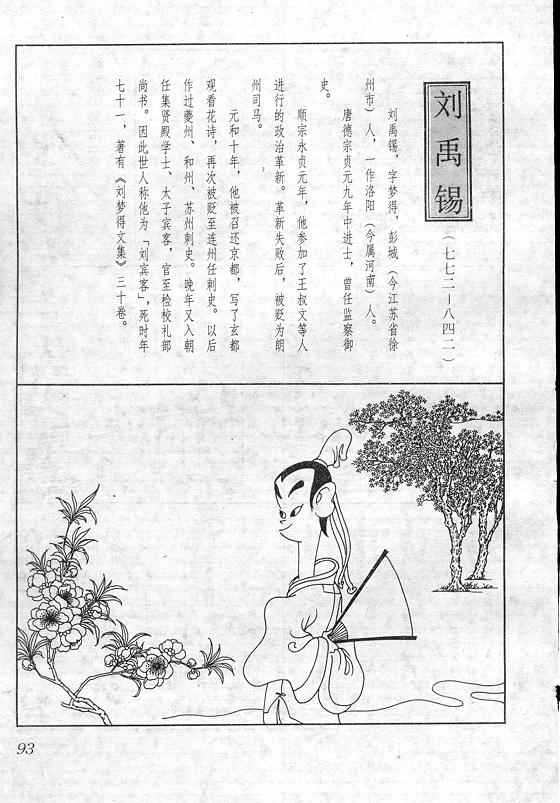 刘禹锡
（七七二—八四二）
刘禹锡，字梦得，彭城（今江苏省徐
州市）人，一作洛阳（今属河南）人。
唐德宗贞元九年中进士，曾任监察御
史。
顺宗永贞元年，他参加了王叔文等人
进行的政治革新。革新失败后，被贬为朗
州司马。
元和十年，他被召还京都，写了玄都
观看花诗，再次被贬至连州任刺史。以后
作过夔州、和州、苏州刺史。晚年又入朝
任集贤殿学士、太子宾客，官至检校礼部
尚书。因此世人称他为「刘宾客」，死时年
七十一，著有《刘梦得文集》三十卷。
93